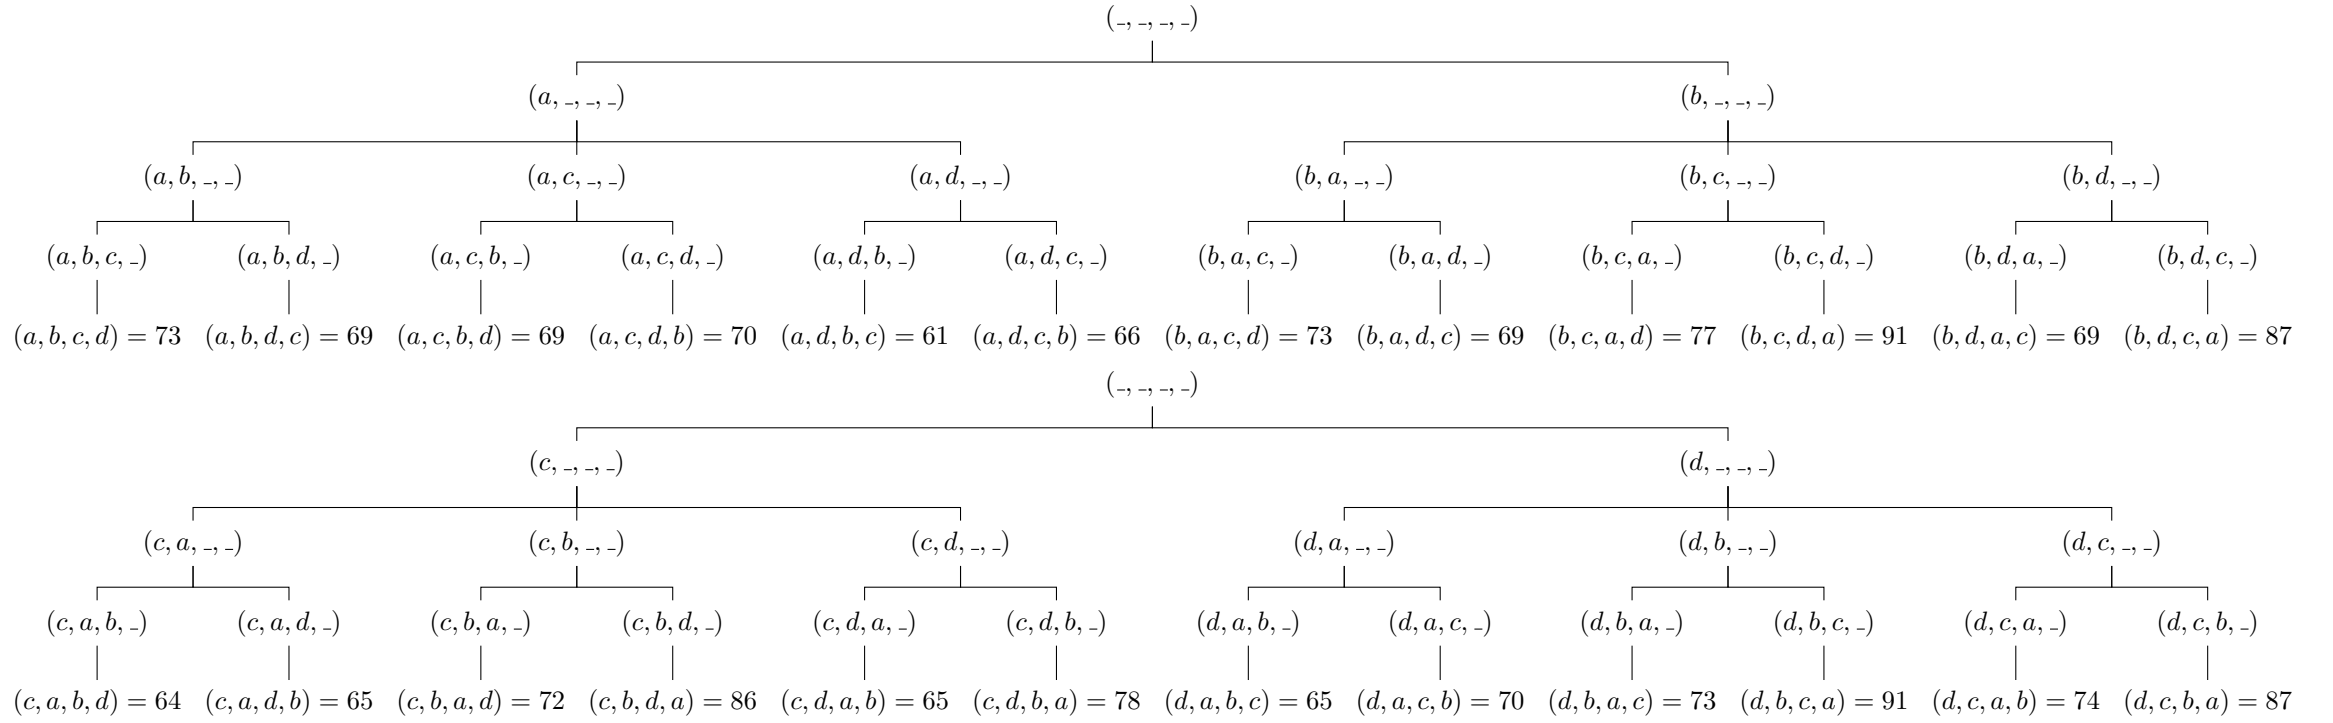 (_, _, _, _)
(a, _, _, _) (b, _, _, _)
(a, b, _, _) (a, c, _, _) (a, d, _, _) (b, a, _, _) (b, c, _, _) (b, d, _, _)
(a, b, c, _) (a, b, d, _) (a, c, b, _) (a, c, d, _) (a, d, b, _) (a, d, c, _) (b, a, c, _) (b, a, d, _) (b, c, a, _) (b, c, d, _) (b, d, a, _) (b, d, c, _)
(a, b, c, d) = 73 (a, b, d, c) = 69 (a, c, b, d) = 69 (a, c, d, b) = 70 (a, d, b, c) = 61 (a, d, c, b) = 66 (b, a, c, d) = 73 (b, a, d, c) = 69 (b, c, a, d) = 77 (b, c, d, a) = 91 (b, d, a, c) = 69 (b, d, c, a) = 87
(_, _, _, _)
(c, _, _, _) (d, _, _, _)
(c, a, _, _) (c, b, _, _) (c, d, _, _) (d, a, _, _) (d, b, _, _) (d, c, _, _)
(c, a, b, _) (c, a, d, _) (c, b, a, _) (c, b, d, _) (c, d, a, _) (c, d, b, _) (d, a, b, _) (d, a, c, _) (d, b, a, _) (d, b, c, _) (d, c, a, _) (d, c, b, _)
(c, a, b, d) = 64 (c, a, d, b) = 65 (c, b, a, d) = 72 (c, b, d, a) = 86 (c, d, a, b) = 65 (c, d, b, a) = 78 (d, a, b, c) = 65 (d, a, c, b) = 70 (d, b, a, c) = 73 (d, b, c, a) = 91 (d, c, a, b) = 74 (d, c, b, a) = 87